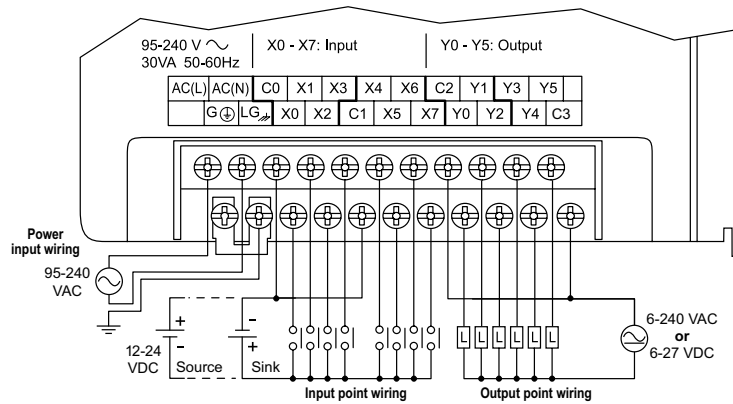 95-240 V ∿ X0 - X7: Input Y0 - Y5: Output
30VA 50-60Hz
AC(L) AC(N) C0 X1 X3 X4 X6 C2 Y1 Y3 Y5
G LG X0 X2 C1 X5 X7 Y0 Y2 Y4 C3
Power
input wiring
95-240
VAC
12-24
VDC
+
-
Source
-
+
Sink
L L L L L L
6-240 VAC
or
6-27 VDC
Input point wiring
Output point wiring